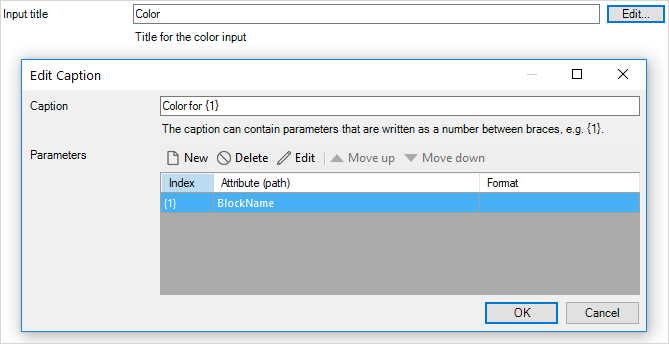 Input title Color Edit...
Title for the color input
Edit Caption
Caption Color for {1}
The caption can contain parameters that are written as a number between braces, e.g. {1}.
Parameters New Delete Edit Move up Move down
Index Attribute (path) Format
{1} BlockName
OK Cancel